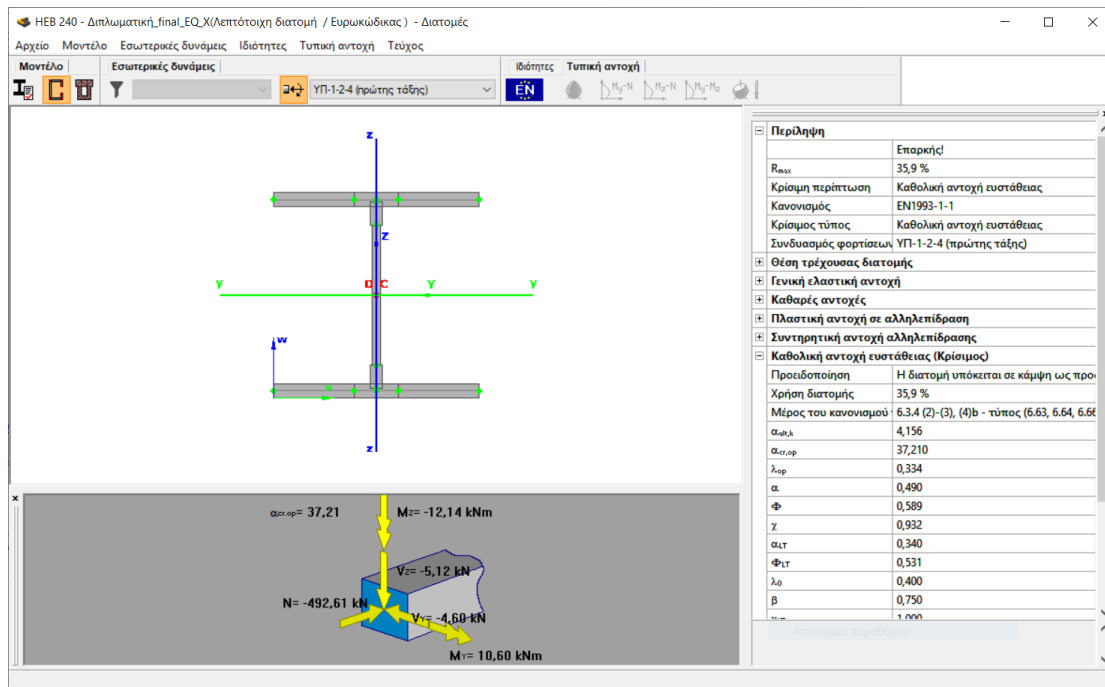 HEB 240 - Διπλωματική_final_EQ_X(Λεπτότοιχη διατομή / Ευρωκώδικας ) - Διατομές
Αρχείο Μοντέλο Εσωτερικές δυνάμεις Ιδιότητες Τυπική αντοχή Τεύχος
Μοντέλο Εσωτερικές δυνάμεις Ιδιότητες Τυπική αντοχή
ΥΠ-1-2-4 (πρώτης τάξης) EN My-N Mz-N My-Mz
z
Z
y D C Y y
w
v
z
Περίληψη
Επαρκής!
Rmax 35,9 %
Κρίσιμη περίπτωση Καθολική αντοχή ευστάθειας
Κανονισμός EN1993-1-1
Κρίσιμος τύπος Καθολική αντοχή ευστάθειας
Συνδυασμός φορτίσεων ΥΠ-1-2-4 (πρώτης τάξης)
Θέση τρέχουσας διατομής
Γενική ελαστική αντοχή
Καθαρές αντοχές
Πλαστική αντοχή σε αλληλεπίδραση
Συντηρητική αντοχή αλληλεπίδρασης
Καθολική αντοχή ευστάθειας (Κρίσιμος)
Προειδοποίηση Η διατομή υπόκειται σε κάμψη ως προς
Χρήση διατομής 35,9 %
Μέρος του κανονισμού 6.3.4 (2)-(3), (4)b - τύπος (6.63, 6.64, 6.66
αult,k 4,156
αcr,op 37,210
λop 0,334
α 0,490
Φ 0,589
χ 0,932
αLT 0,340
ΦLT 0,531
λ0 0,400
β 0,750
χLT 1,000
Απόκομμα παραθύρου
αcr.op= 37,21
Mz= -12,14 kNm
Vz= -5,12 kN
N= -492,61 kN
VY= -4,60 kN
MY= 10,60 kNm